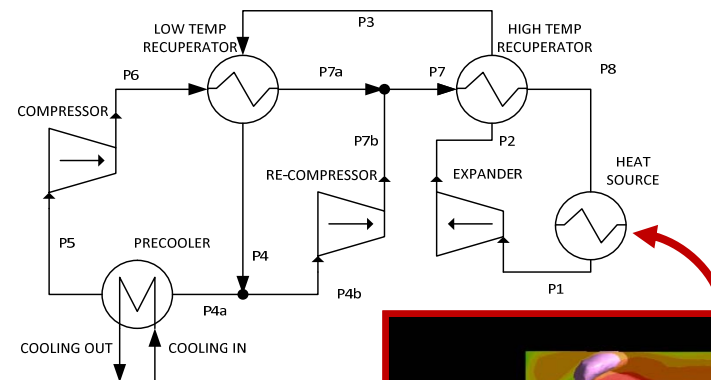 P3
LOW TEMP
RECUPERATOR
HIGH TEMP
RECUPERATOR
P6
P7a
P7
P8
COMPRESSOR
P7b
P2
RE-COMPRESSOR
EXPANDER
HEAT
SOURCE
P5
PRECOOLER
P4
P4a
P4b
P1
COOLING OUT
COOLING IN